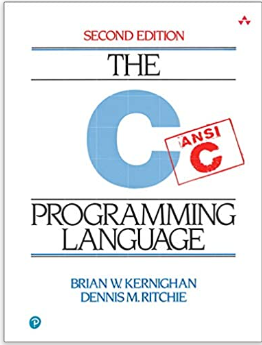 SECOND EDITION
THE
C
ANSI
C
PROGRAMMING
LANGUAGE
BRIAN W. KERNIGHAN
DENNIS M. RITCHIE
P